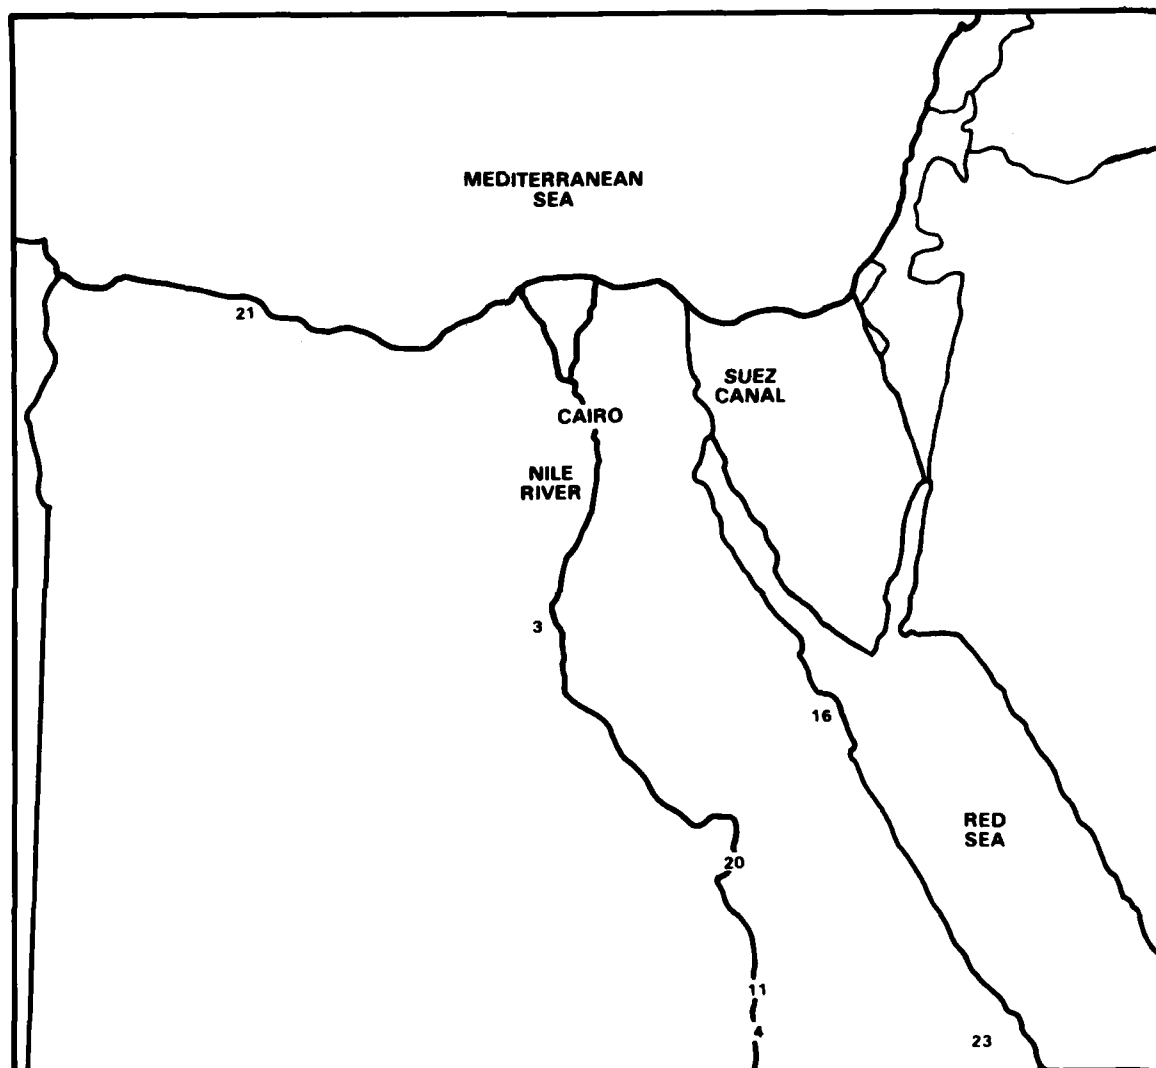 MEDITERRANEAN
SEA
21
SUEZ
CANAL
CAIRO
NILE
RIVER
3
16
RED
SEA
20
11
4
23